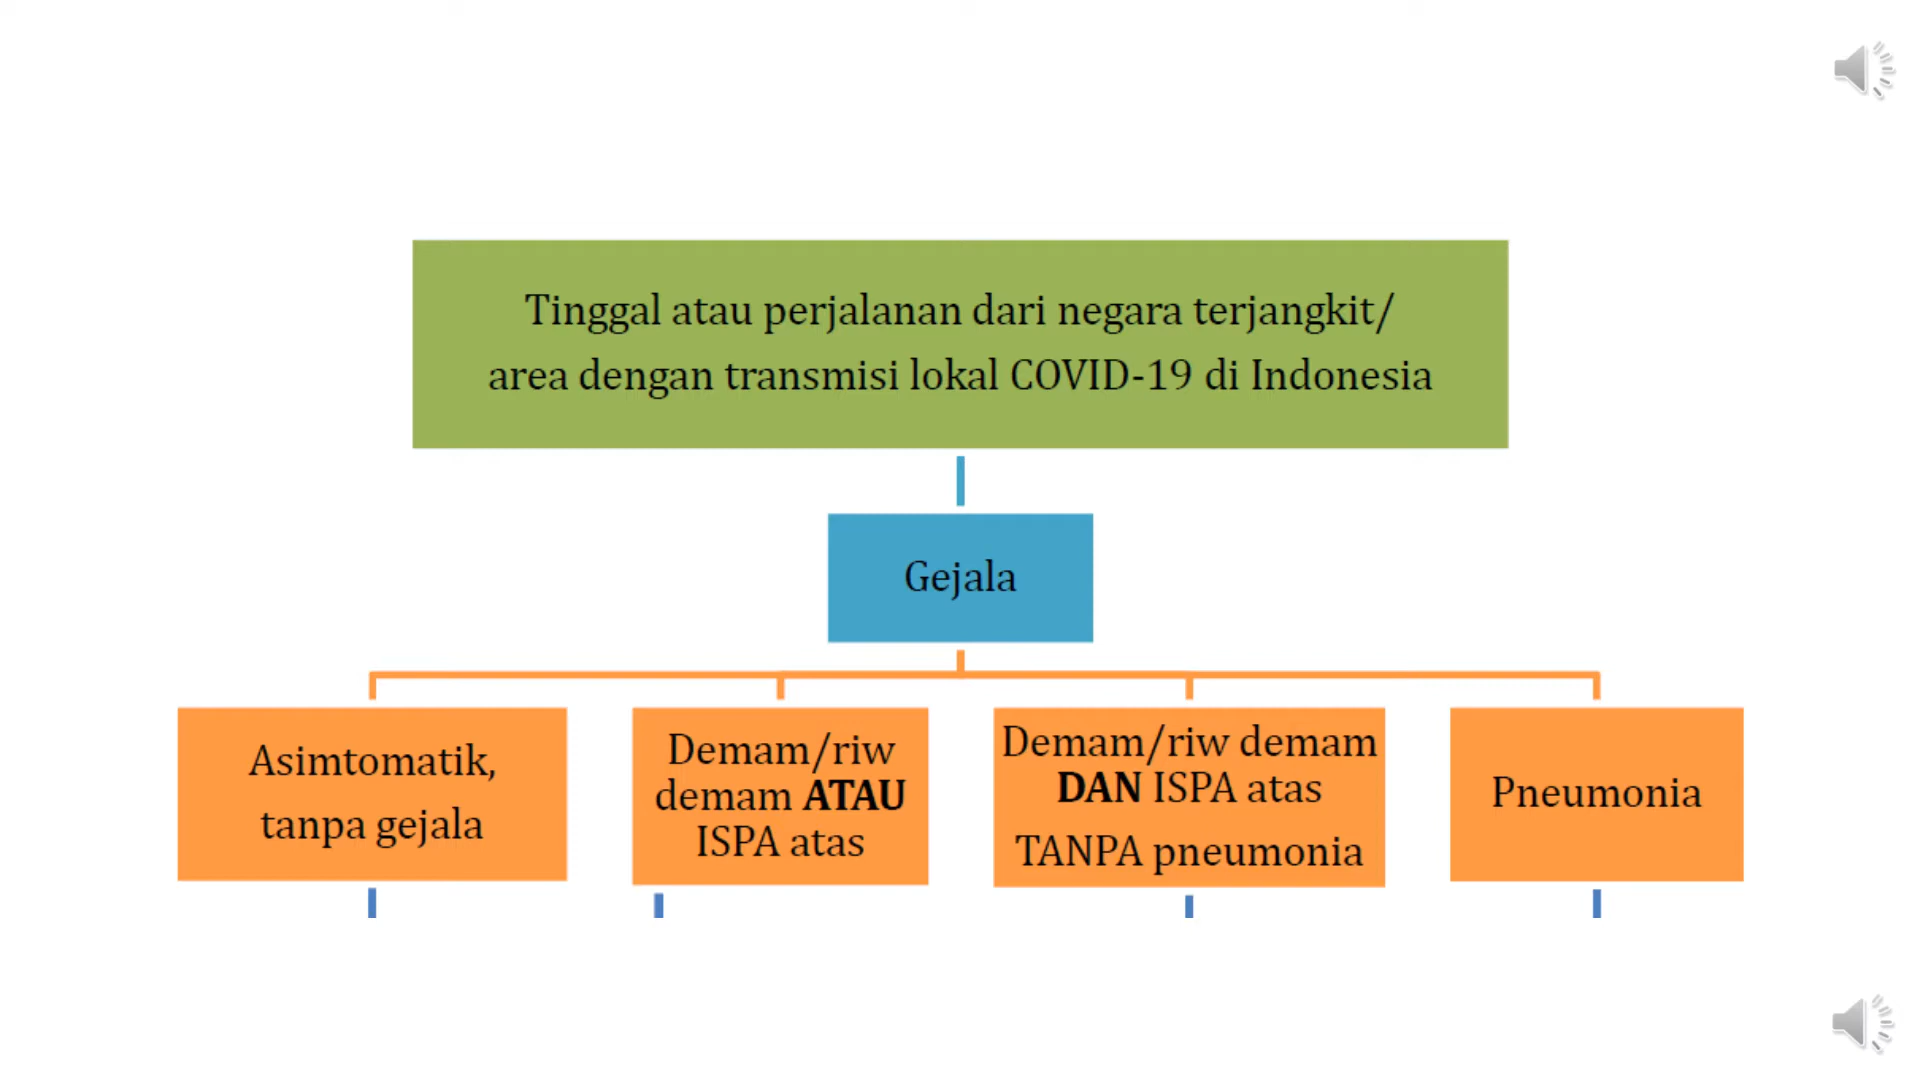 Tinggal atau perjalanan dari negara terjangkit/
area dengan transmisi lokal COVID-19 di Indonesia
Gejala
Asimtomatik,
tanpa gejala
Demam/riw
demam ATAU
ISPA atas
Demam/riw demam
DAN ISPA atas
TANPA pneumonia
Pneumonia